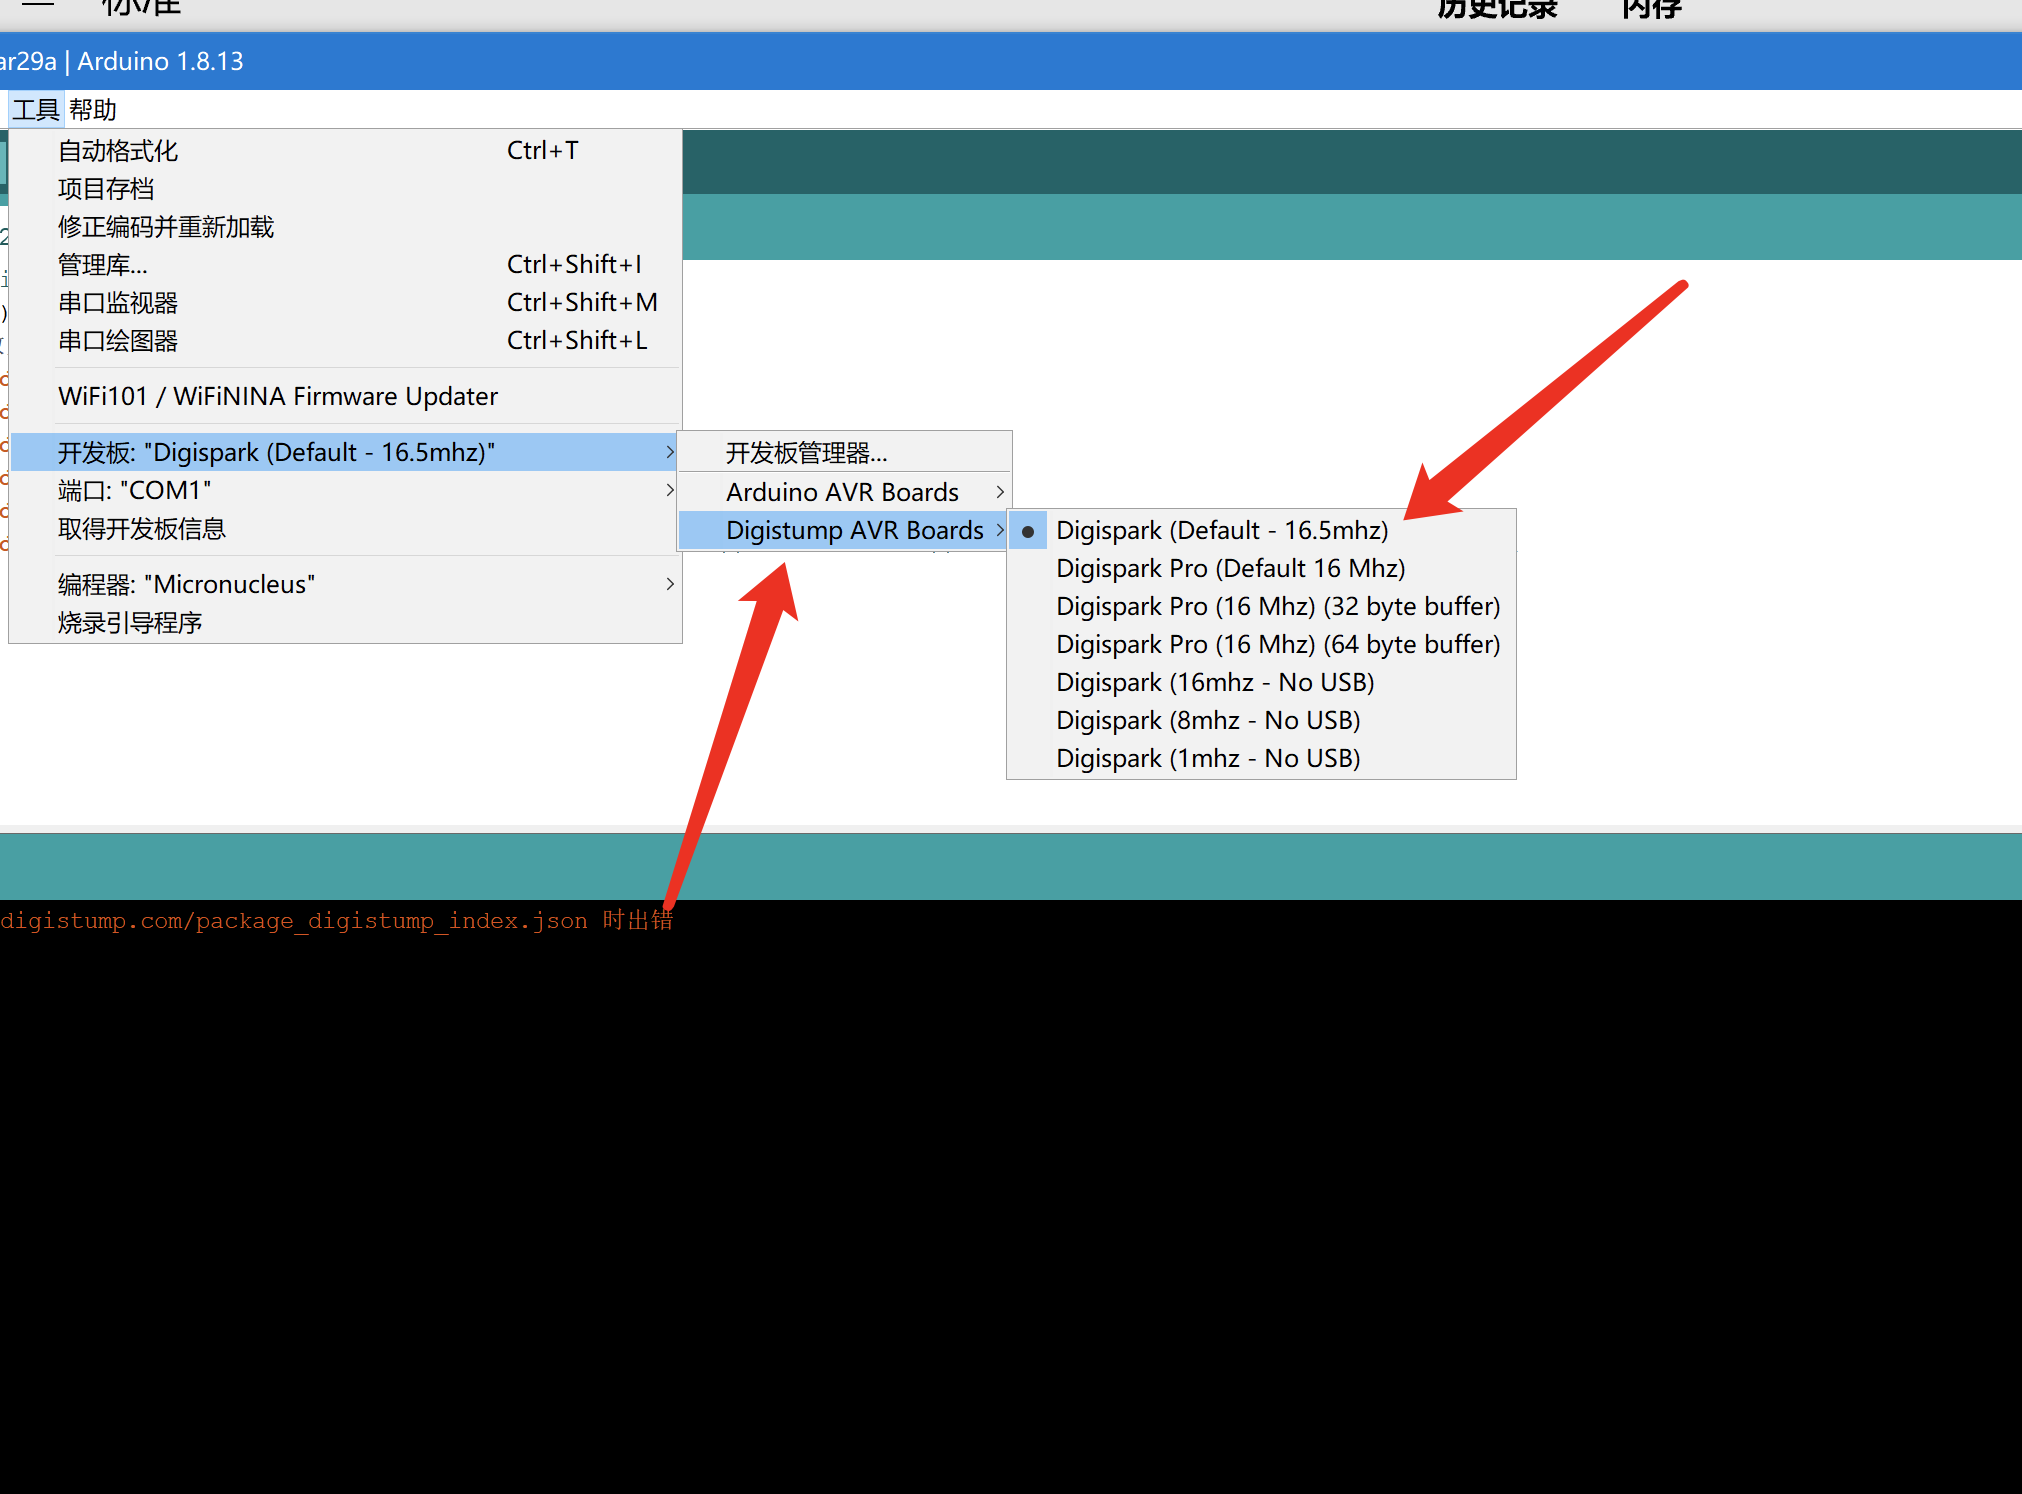 标准
历史记录 内存
ar29a | Arduino 1.8.13
工具 帮助
自动格式化 Ctrl+T
项目存档
修正编码并重新加载
管理库... Ctrl+Shift+I
串口监视器 Ctrl+Shift+M
串口绘图器 Ctrl+Shift+L
WiFi101 / WiFiNINA Firmware Updater
开发板: "Digispark (Default - 16.5mhz)"
端口: "COM1"
取得开发板信息
编程器: "Micronucleus"
烧录引导程序
开发板管理器...
Arduino AVR Boards
Digistump AVR Boards
Digispark (Default - 16.5mhz)
Digispark Pro (Default 16 Mhz)
Digispark Pro (16 Mhz) (32 byte buffer)
Digispark Pro (16 Mhz) (64 byte buffer)
Digispark (16mhz - No USB)
Digispark (8mhz - No USB)
Digispark (1mhz - No USB)
digistump.com/package_digistump_index.json 时出错